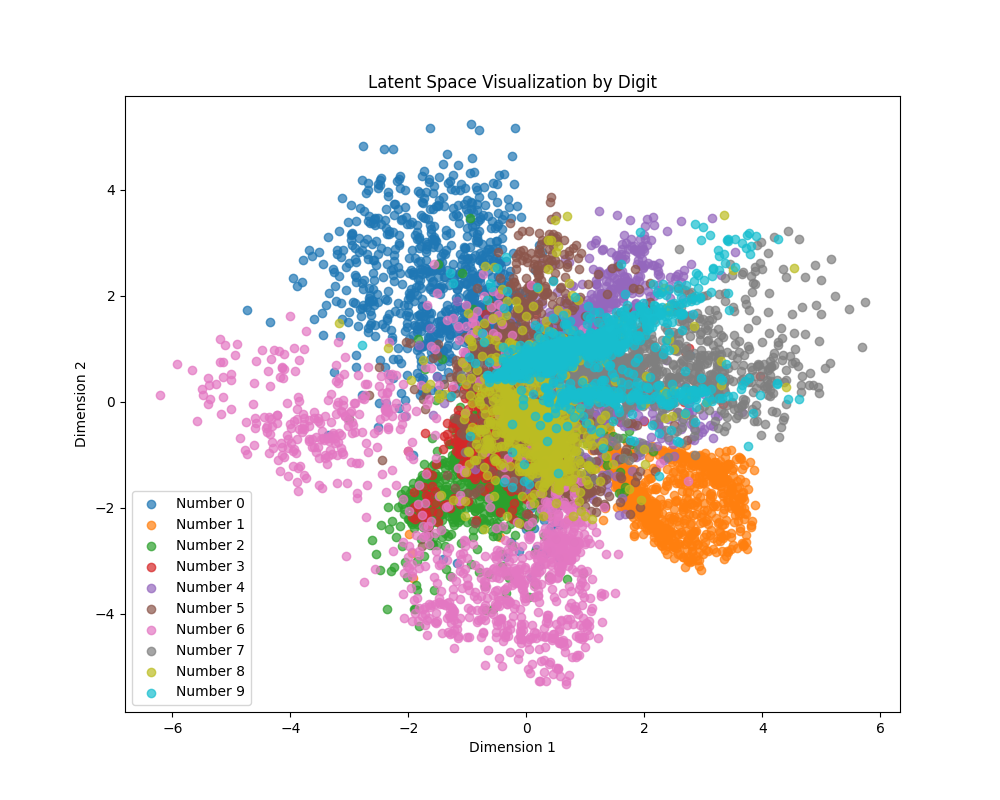 Latent Space Visualization by Digit
Dimension 2
4
2
0
−2
−4
Number 0
Number 1
Number 2
Number 3
Number 4
Number 5
Number 6
Number 7
Number 8
Number 9
−6 −4 −2 0 2 4 6
Dimension 1